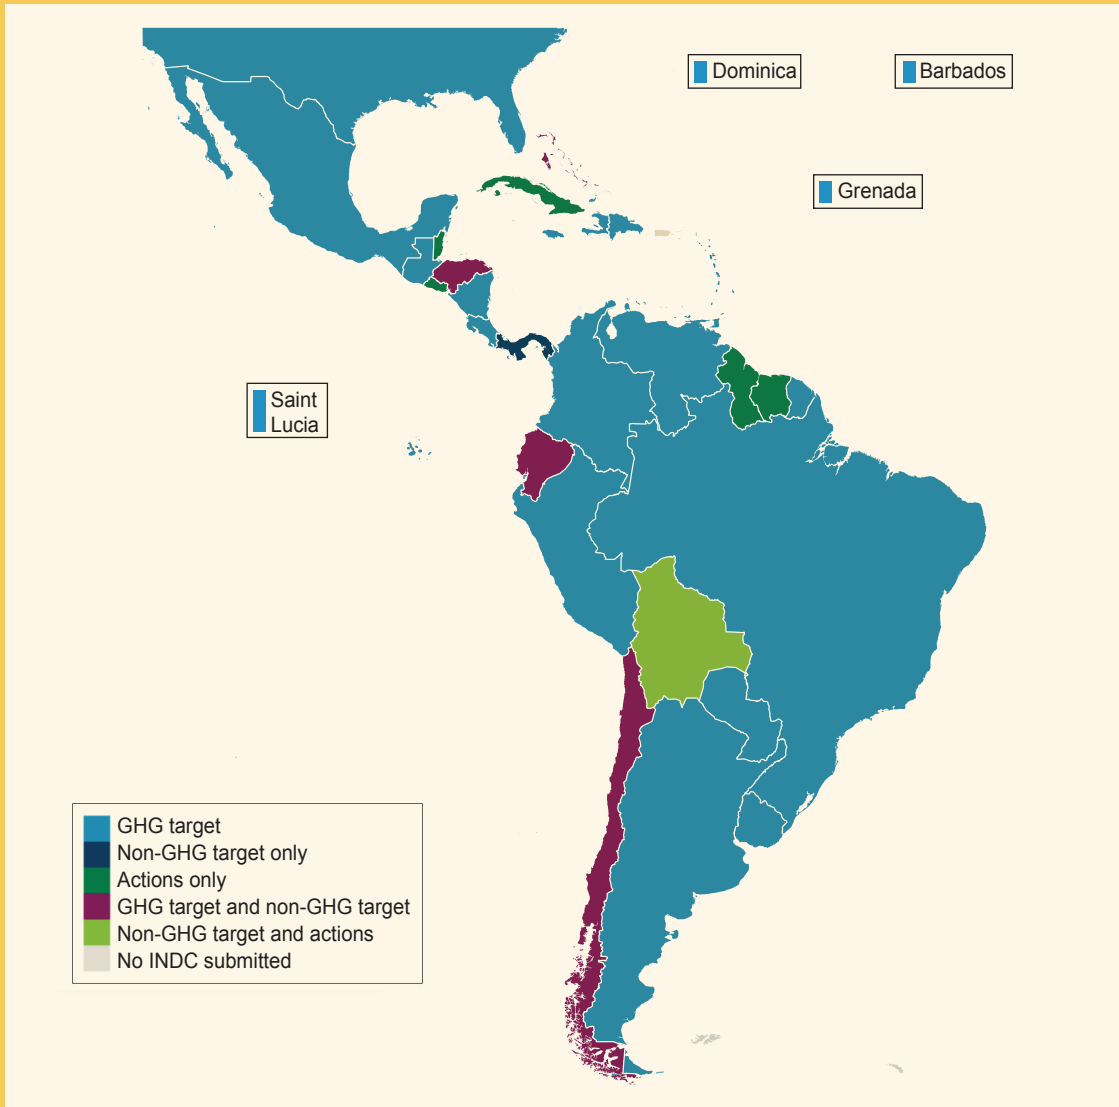 Dominica
Barbados
Grenada
Saint
Lucia
GHG target
Non-GHG target only
Actions only
GHG target and non-GHG target
Non-GHG target and actions
No INDC submitted